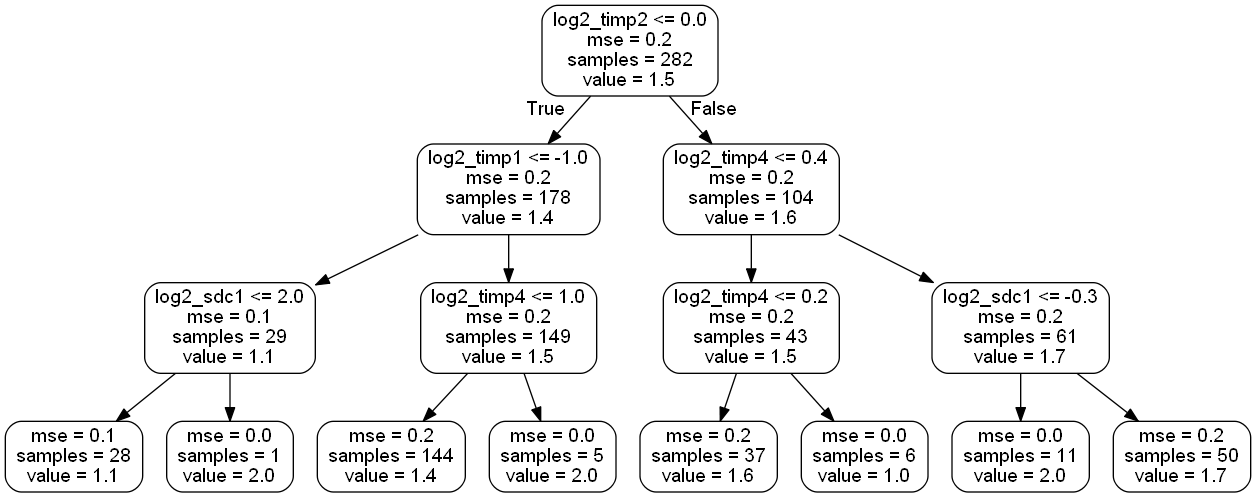 log2_timp2 <= 0.0
mse = 0.2
samples = 282
value = 1.5
True
False
log2_timp1 <= -1.0
mse = 0.2
samples = 178
value = 1.4
log2_timp4 <= 0.4
mse = 0.2
samples = 104
value = 1.6
log2_sdc1 <= 2.0
mse = 0.1
samples = 29
value = 1.1
log2_timp4 <= 1.0
mse = 0.2
samples = 149
value = 1.5
log2_timp4 <= 0.2
mse = 0.2
samples = 43
value = 1.5
log2_sdc1 <= -0.3
mse = 0.2
samples = 61
value = 1.7
mse = 0.1
samples = 28
value = 1.1
mse = 0.0
samples = 1
value = 2.0
mse = 0.2
samples = 144
value = 1.4
mse = 0.0
samples = 5
value = 2.0
mse = 0.2
samples = 37
value = 1.6
mse = 0.0
samples = 6
value = 1.0
mse = 0.0
samples = 11
value = 2.0
mse = 0.2
samples = 50
value = 1.7